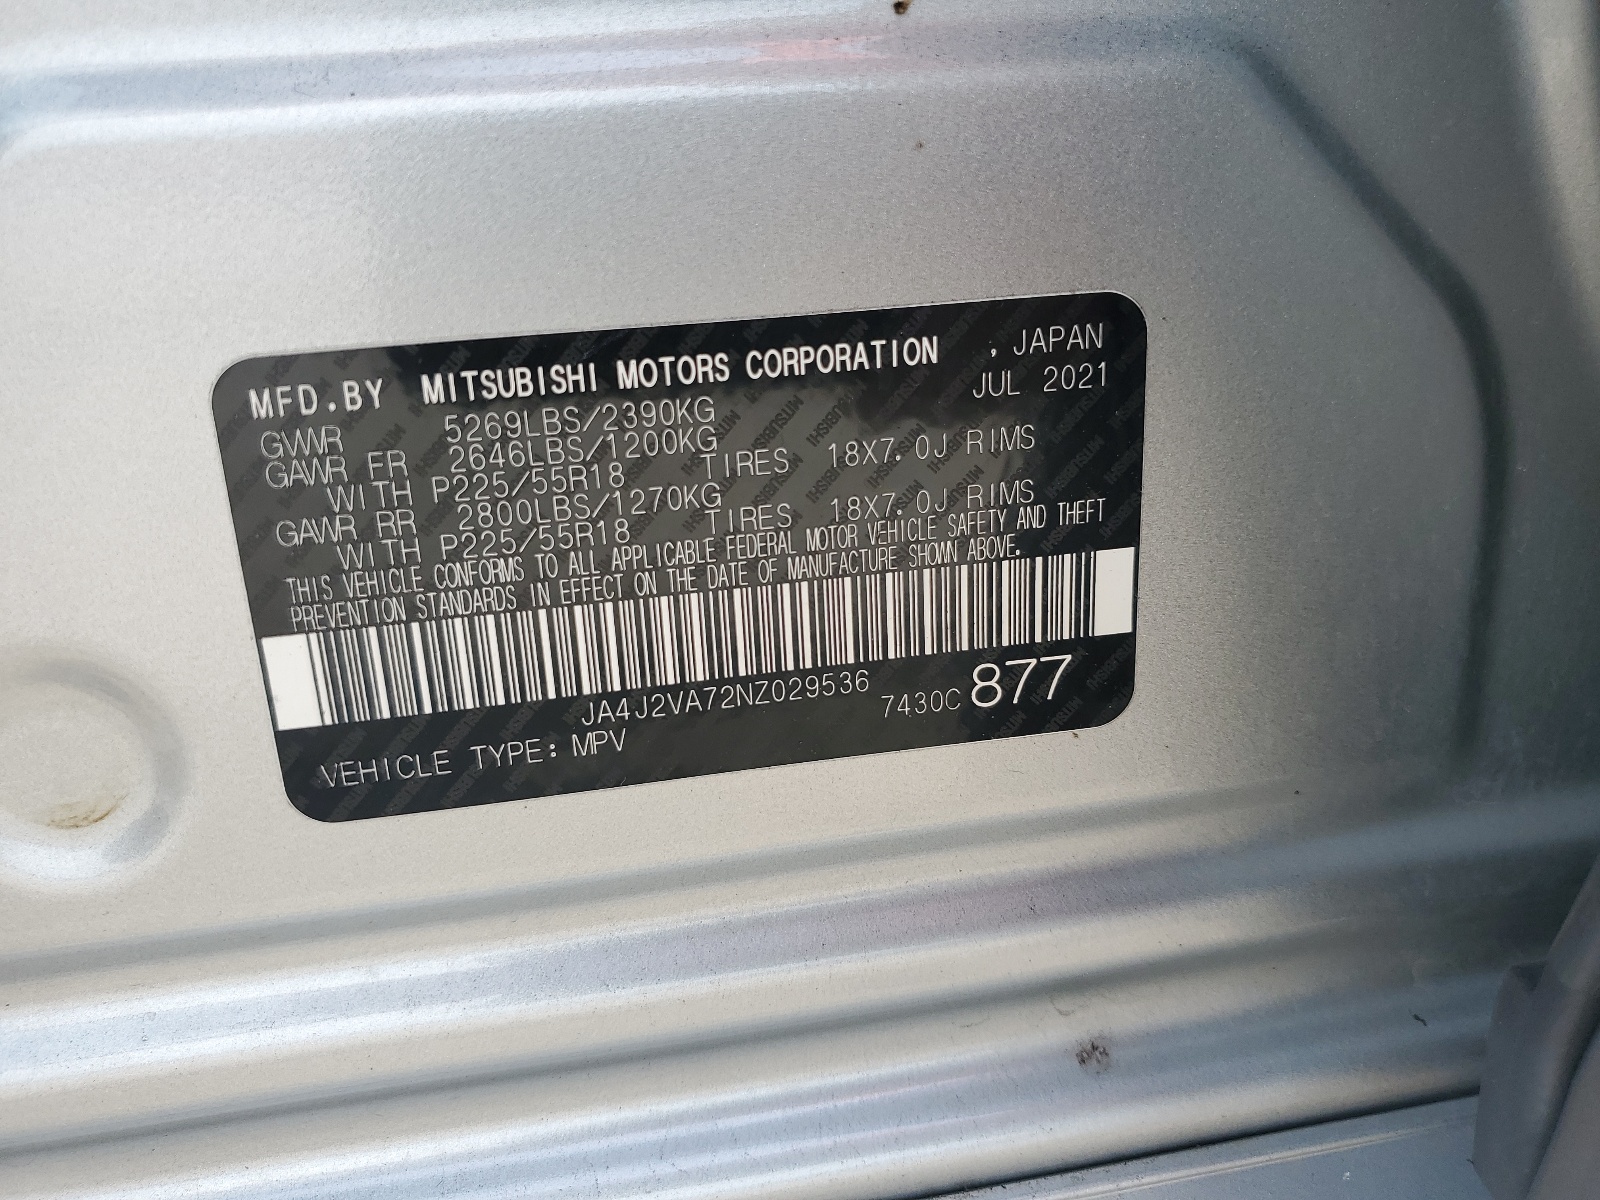 MFD.BY MITSUBISHI MOTORS CORPORATION , JAPAN
JUL 2021
GVWR 5269LBS/2390KG
GAWR FR 2646LBS/1200KG
WITH P225/55R18 TIRES 18X7.0J RIMS
GAWR RR 2800LBS/1270KG
WITH P225/55R18 TIRES 18X7.0J RIMS
THIS VEHICLE CONFORMS TO ALL APPLICABLE FEDERAL MOTOR VEHICLE SAFETY AND THEFT
PREVENTION STANDARDS IN EFFECT ON THE DATE OF MANUFACTURE SHOWN ABOVE.
JA4J2VA72NZ029536 7430C 877
VEHICLE TYPE: MPV